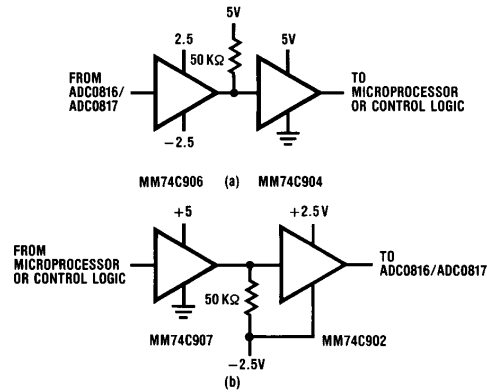 5V
2.5
50 KΩ
5V
FROM
ADC0816/
ADC0817
TO
MICROPROCESSOR
OR CONTROL LOGIC
−2.5
MM74C906 (a) MM74C904
+5
+2.5V
FROM
MICROPROCESSOR
OR CONTROL LOGIC
TO
ADC0816/ADC0817
50 KΩ
MM74C907
MM74C902
−2.5V
(b)